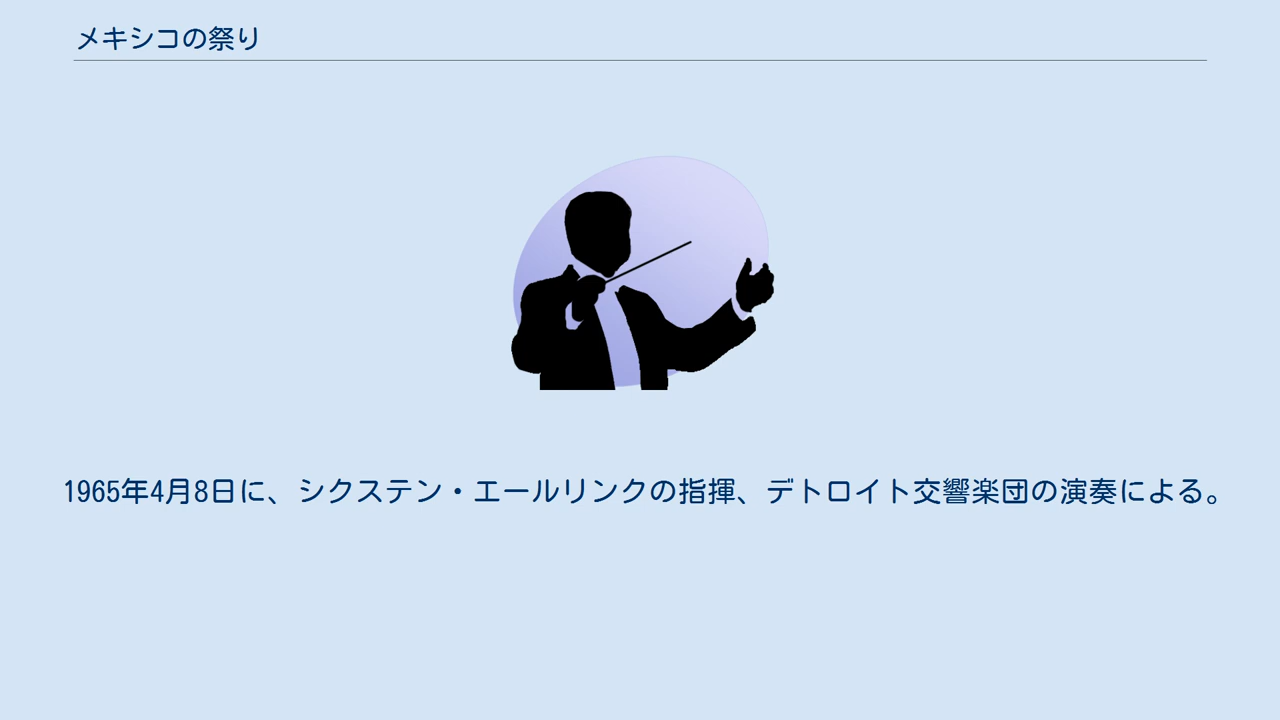 メキシコの祭り
1965年4月8日に、シクステン・エールリンクの指揮、デトロイト交響楽団の演奏による。